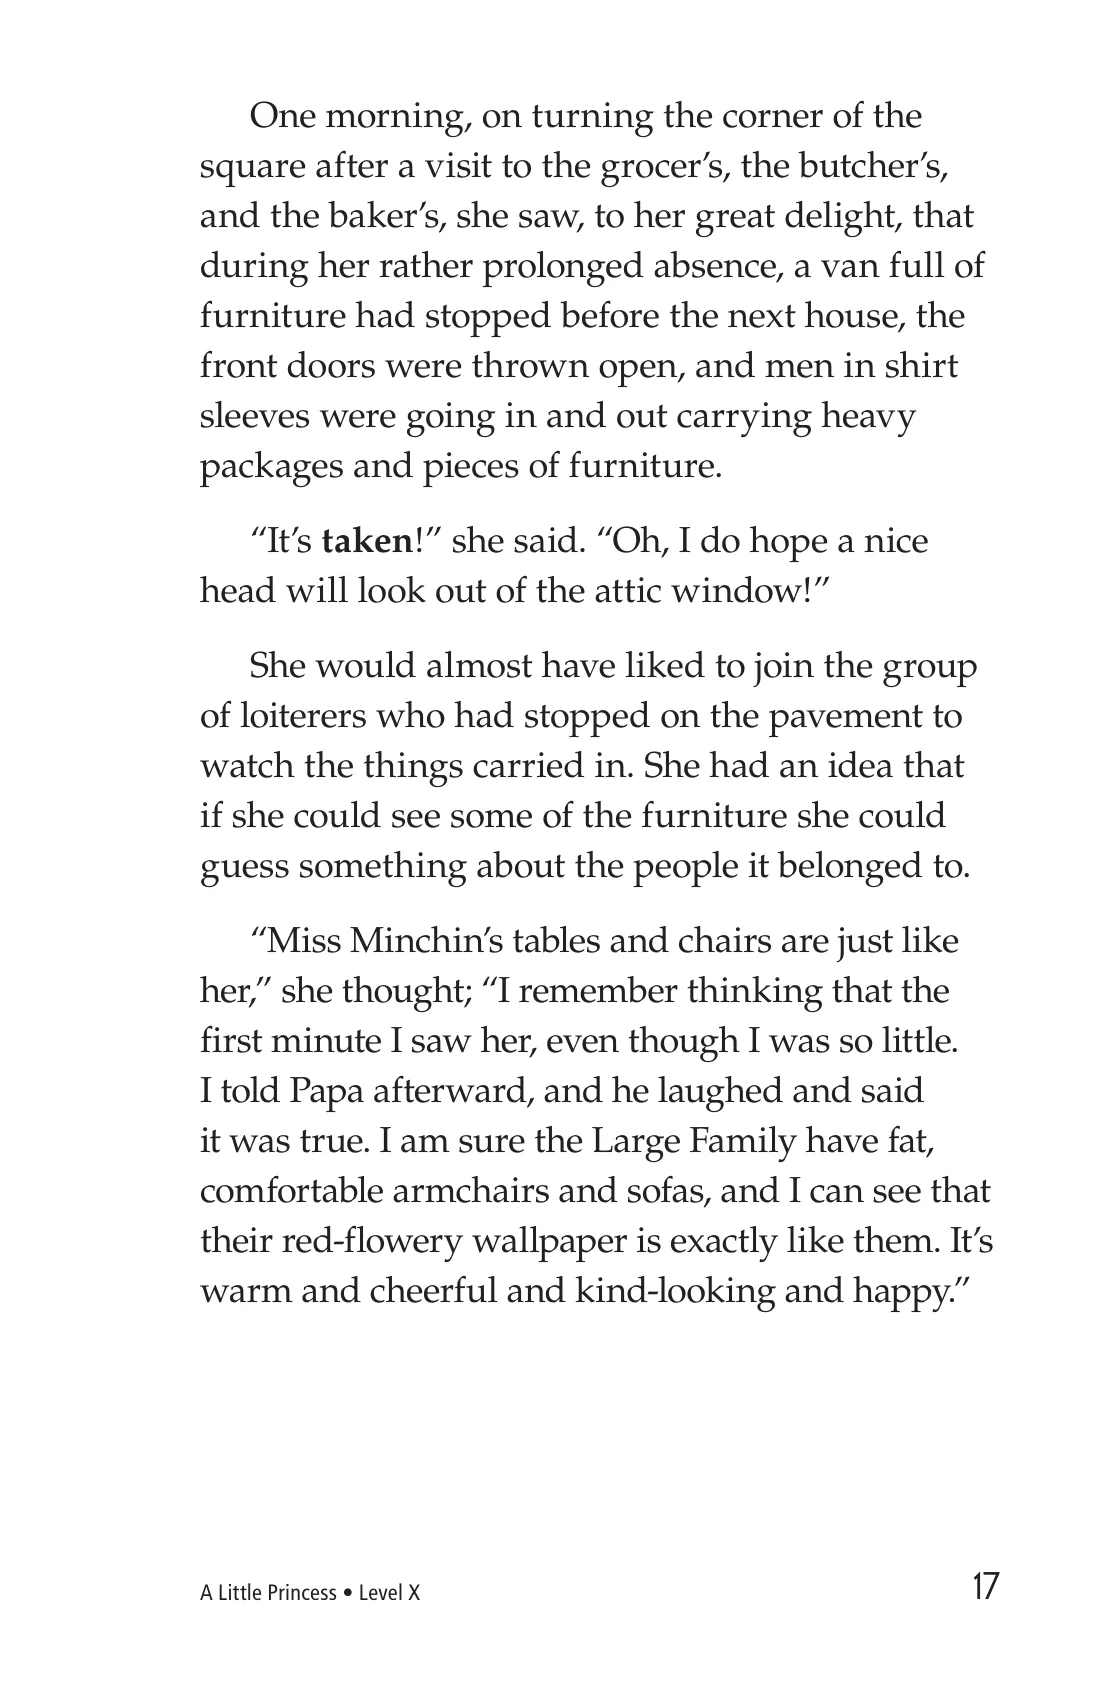 One morning, on turning the corner of the
square after a visit to the grocer’s, the butcher’s,
and the baker’s, she saw, to her great delight, that
during her rather prolonged absence, a van full of
furniture had stopped before the next house, the
front doors were thrown open, and men in shirt
sleeves were going in and out carrying heavy
packages and pieces of furniture.
“It’s taken!” she said. “Oh, I do hope a nice
head will look out of the attic window!”
She would almost have liked to join the group
of loiterers who had stopped on the pavement to
watch the things carried in. She had an idea that
if she could see some of the furniture she could
guess something about the people it belonged to.
“Miss Minchin’s tables and chairs are just like
her,” she thought; “I remember thinking that the
first minute I saw her, even though I was so little.
I told Papa afterward, and he laughed and said
it was true. I am sure the Large Family have fat,
comfortable armchairs and sofas, and I can see that
their red-flowery wallpaper is exactly like them. It’s
warm and cheerful and kind-looking and happy.”
A Little Princess • Level X
17